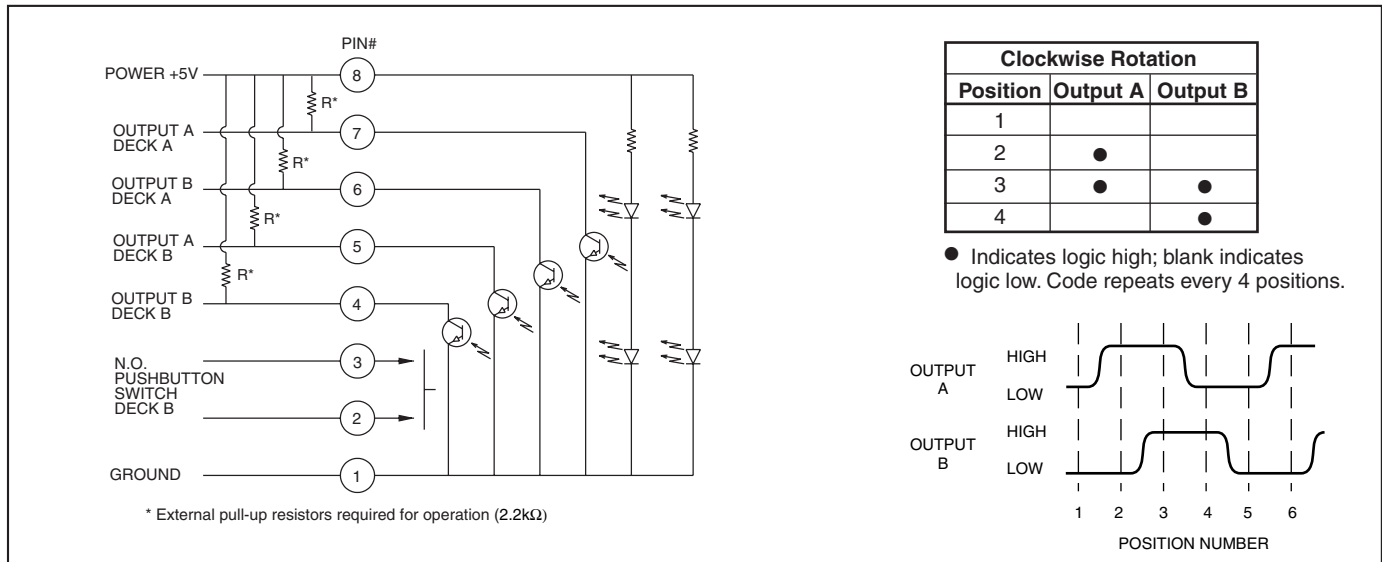 PIN#
POWER +5V
8
R*
OUTPUT A
DECK A
7
R*
OUTPUT B
DECK A
6
R*
OUTPUT A
DECK B
5
R*
OUTPUT B
DECK B
4
N.O.
PUSHBUTTON
SWITCH
DECK B
3
2
GROUND
1
* External pull-up resistors required for operation (2.2kΩ)
Clockwise Rotation
Position Output A Output B
1
2 ●
3 ● ●
4 ●
● Indicates logic high; blank indicates
logic low. Code repeats every 4 positions.
OUTPUT
A
HIGH
LOW
OUTPUT
B
HIGH
LOW
1 2 3 4 5 6
POSITION NUMBER